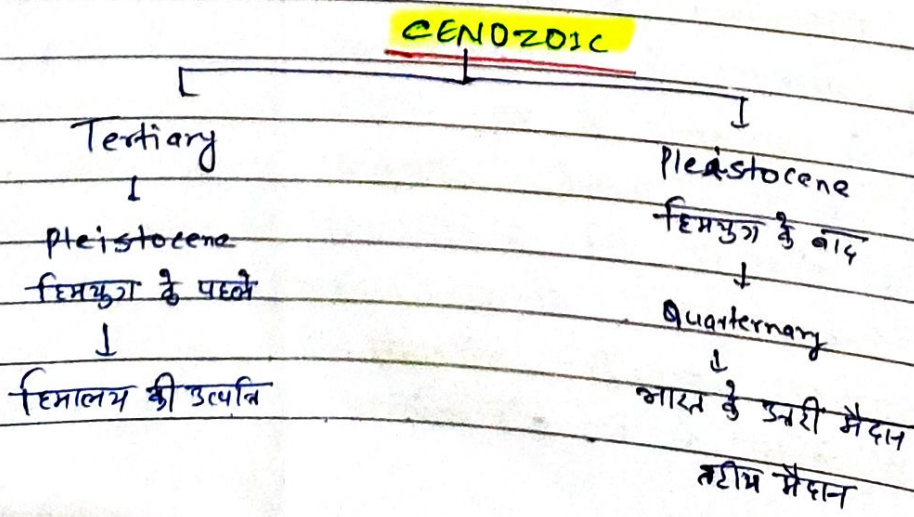 CENOZOIC
Tertiary
Pleistocene
हिमयुग के पहले
हिमालय की उत्पत्ति
Pleistocene
हिमयुग के बाद
Quarternary
भारत के उत्तरी मैदान
तटीय मैदान